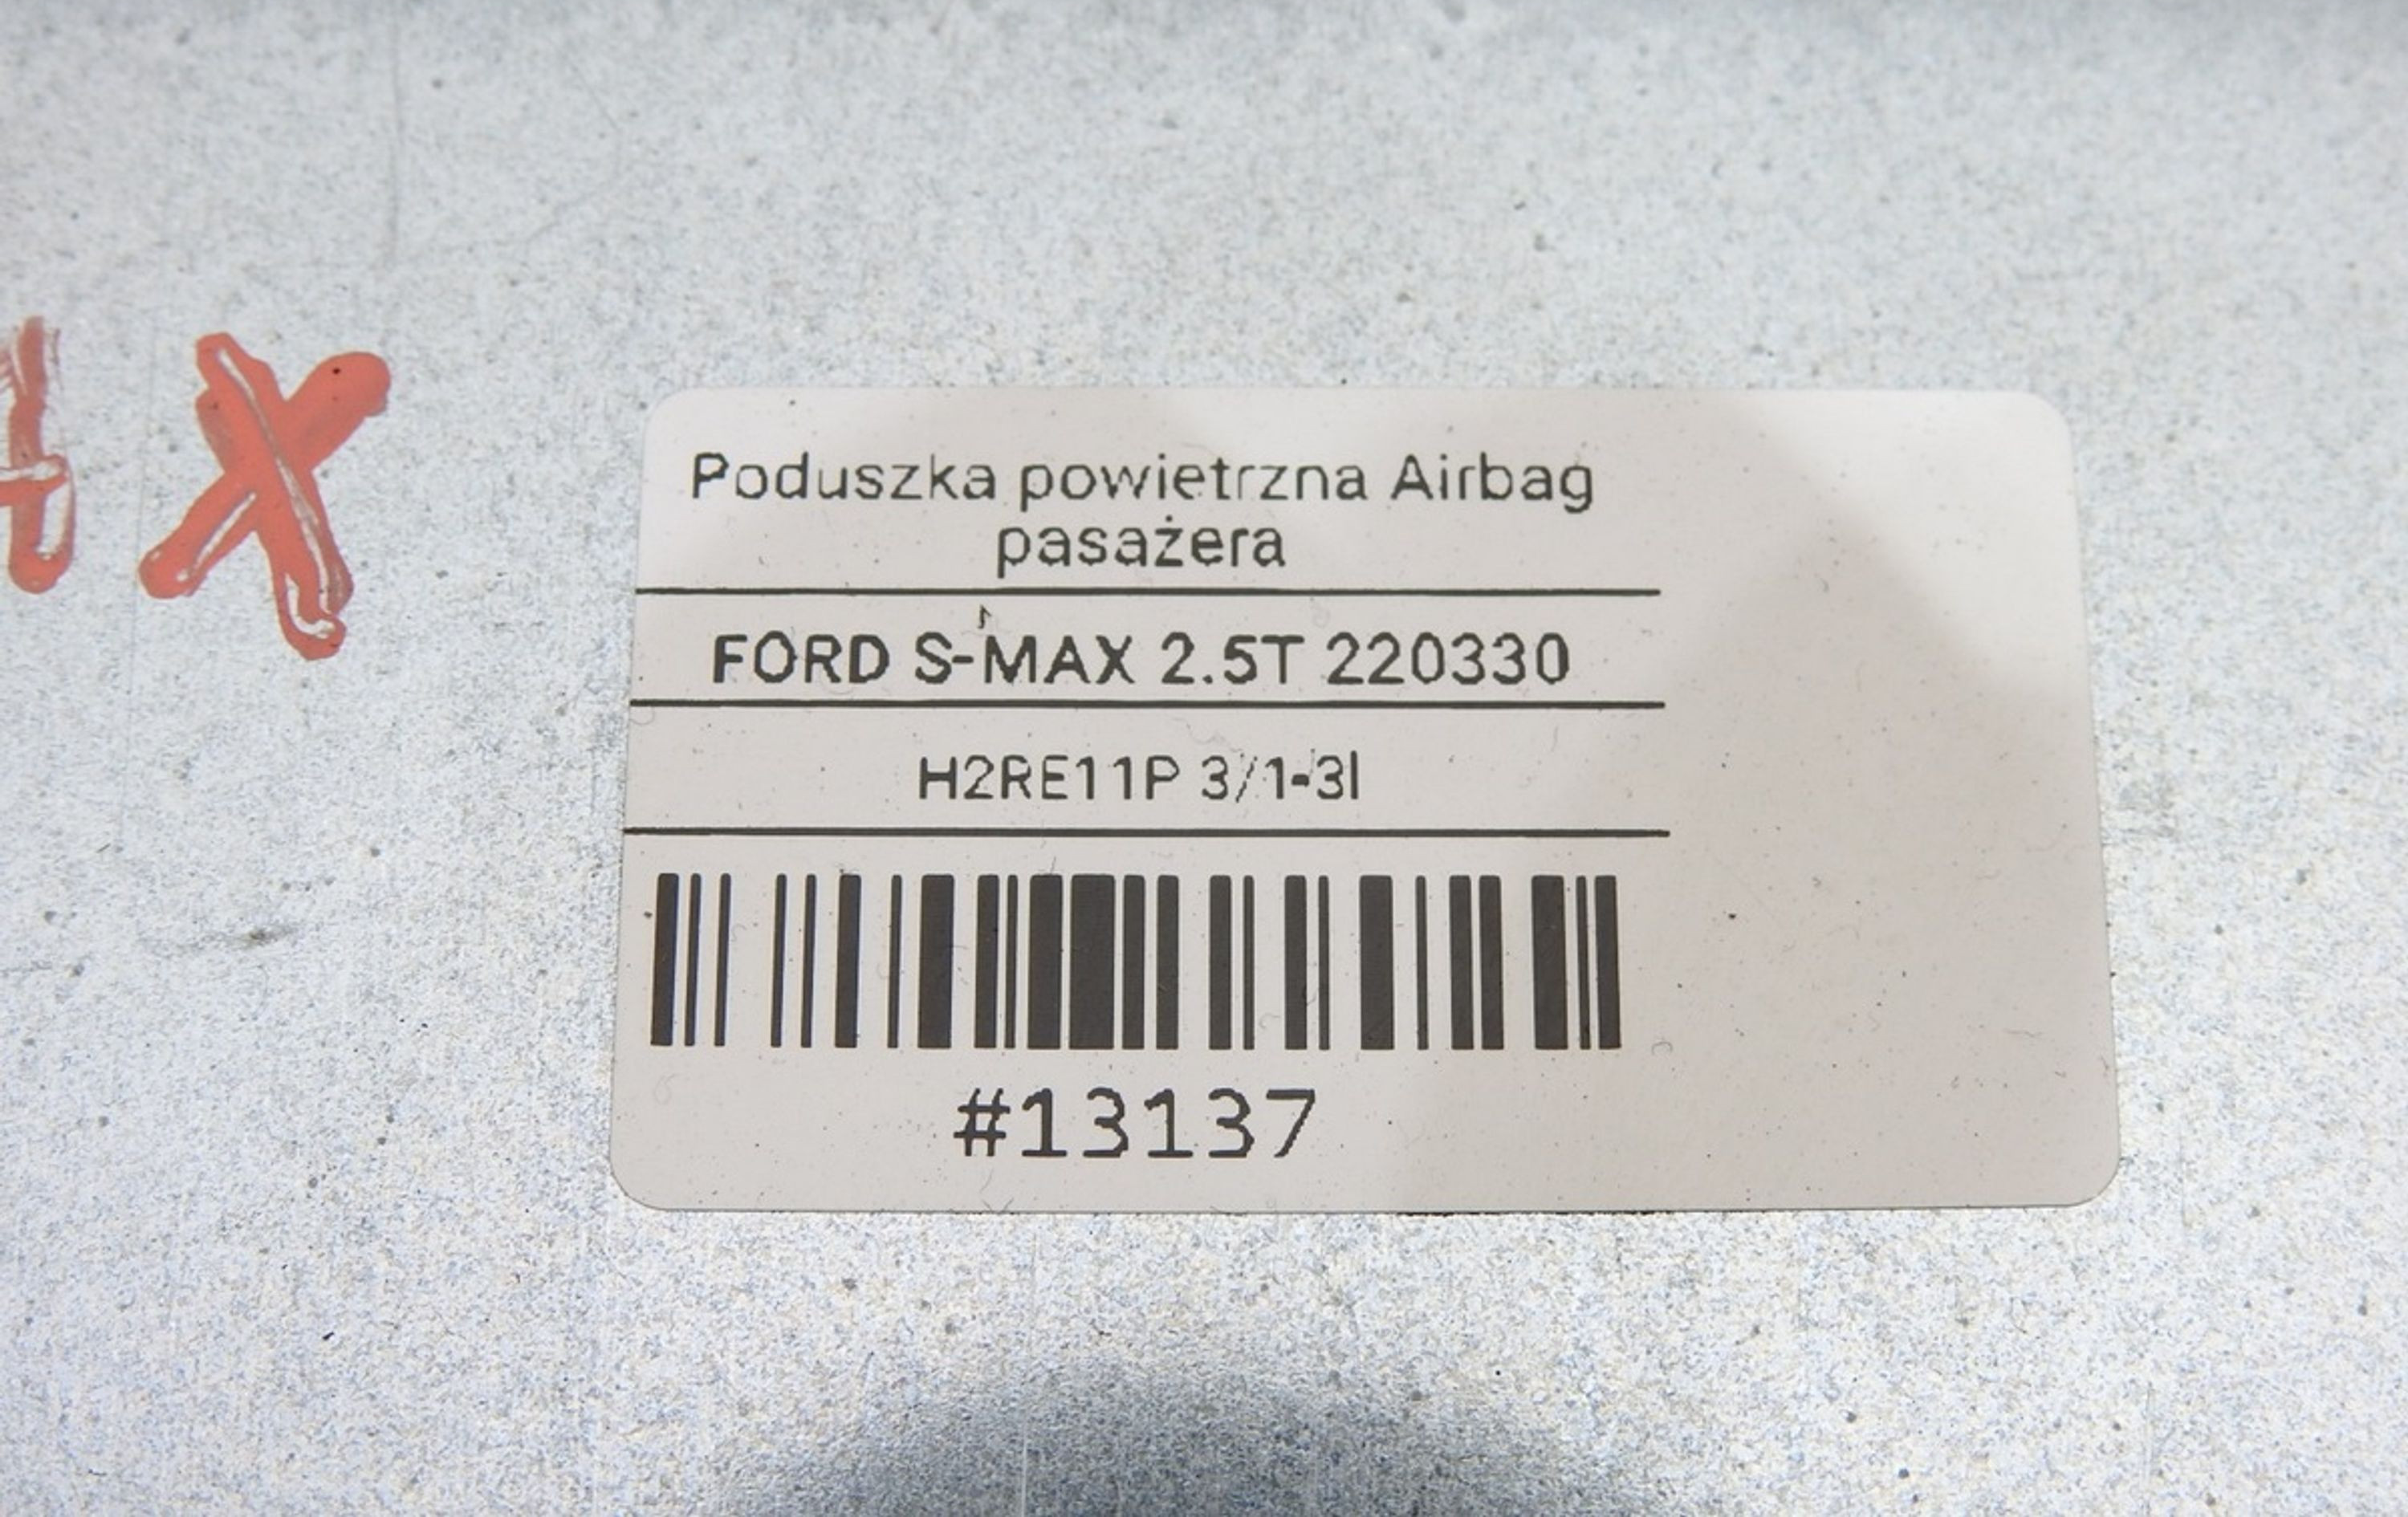 Poduszka powietrzna Airbag
pasażera
FORD S-MAX 2.5T 220330
H2RE11P 3/1-3l
#13137
X